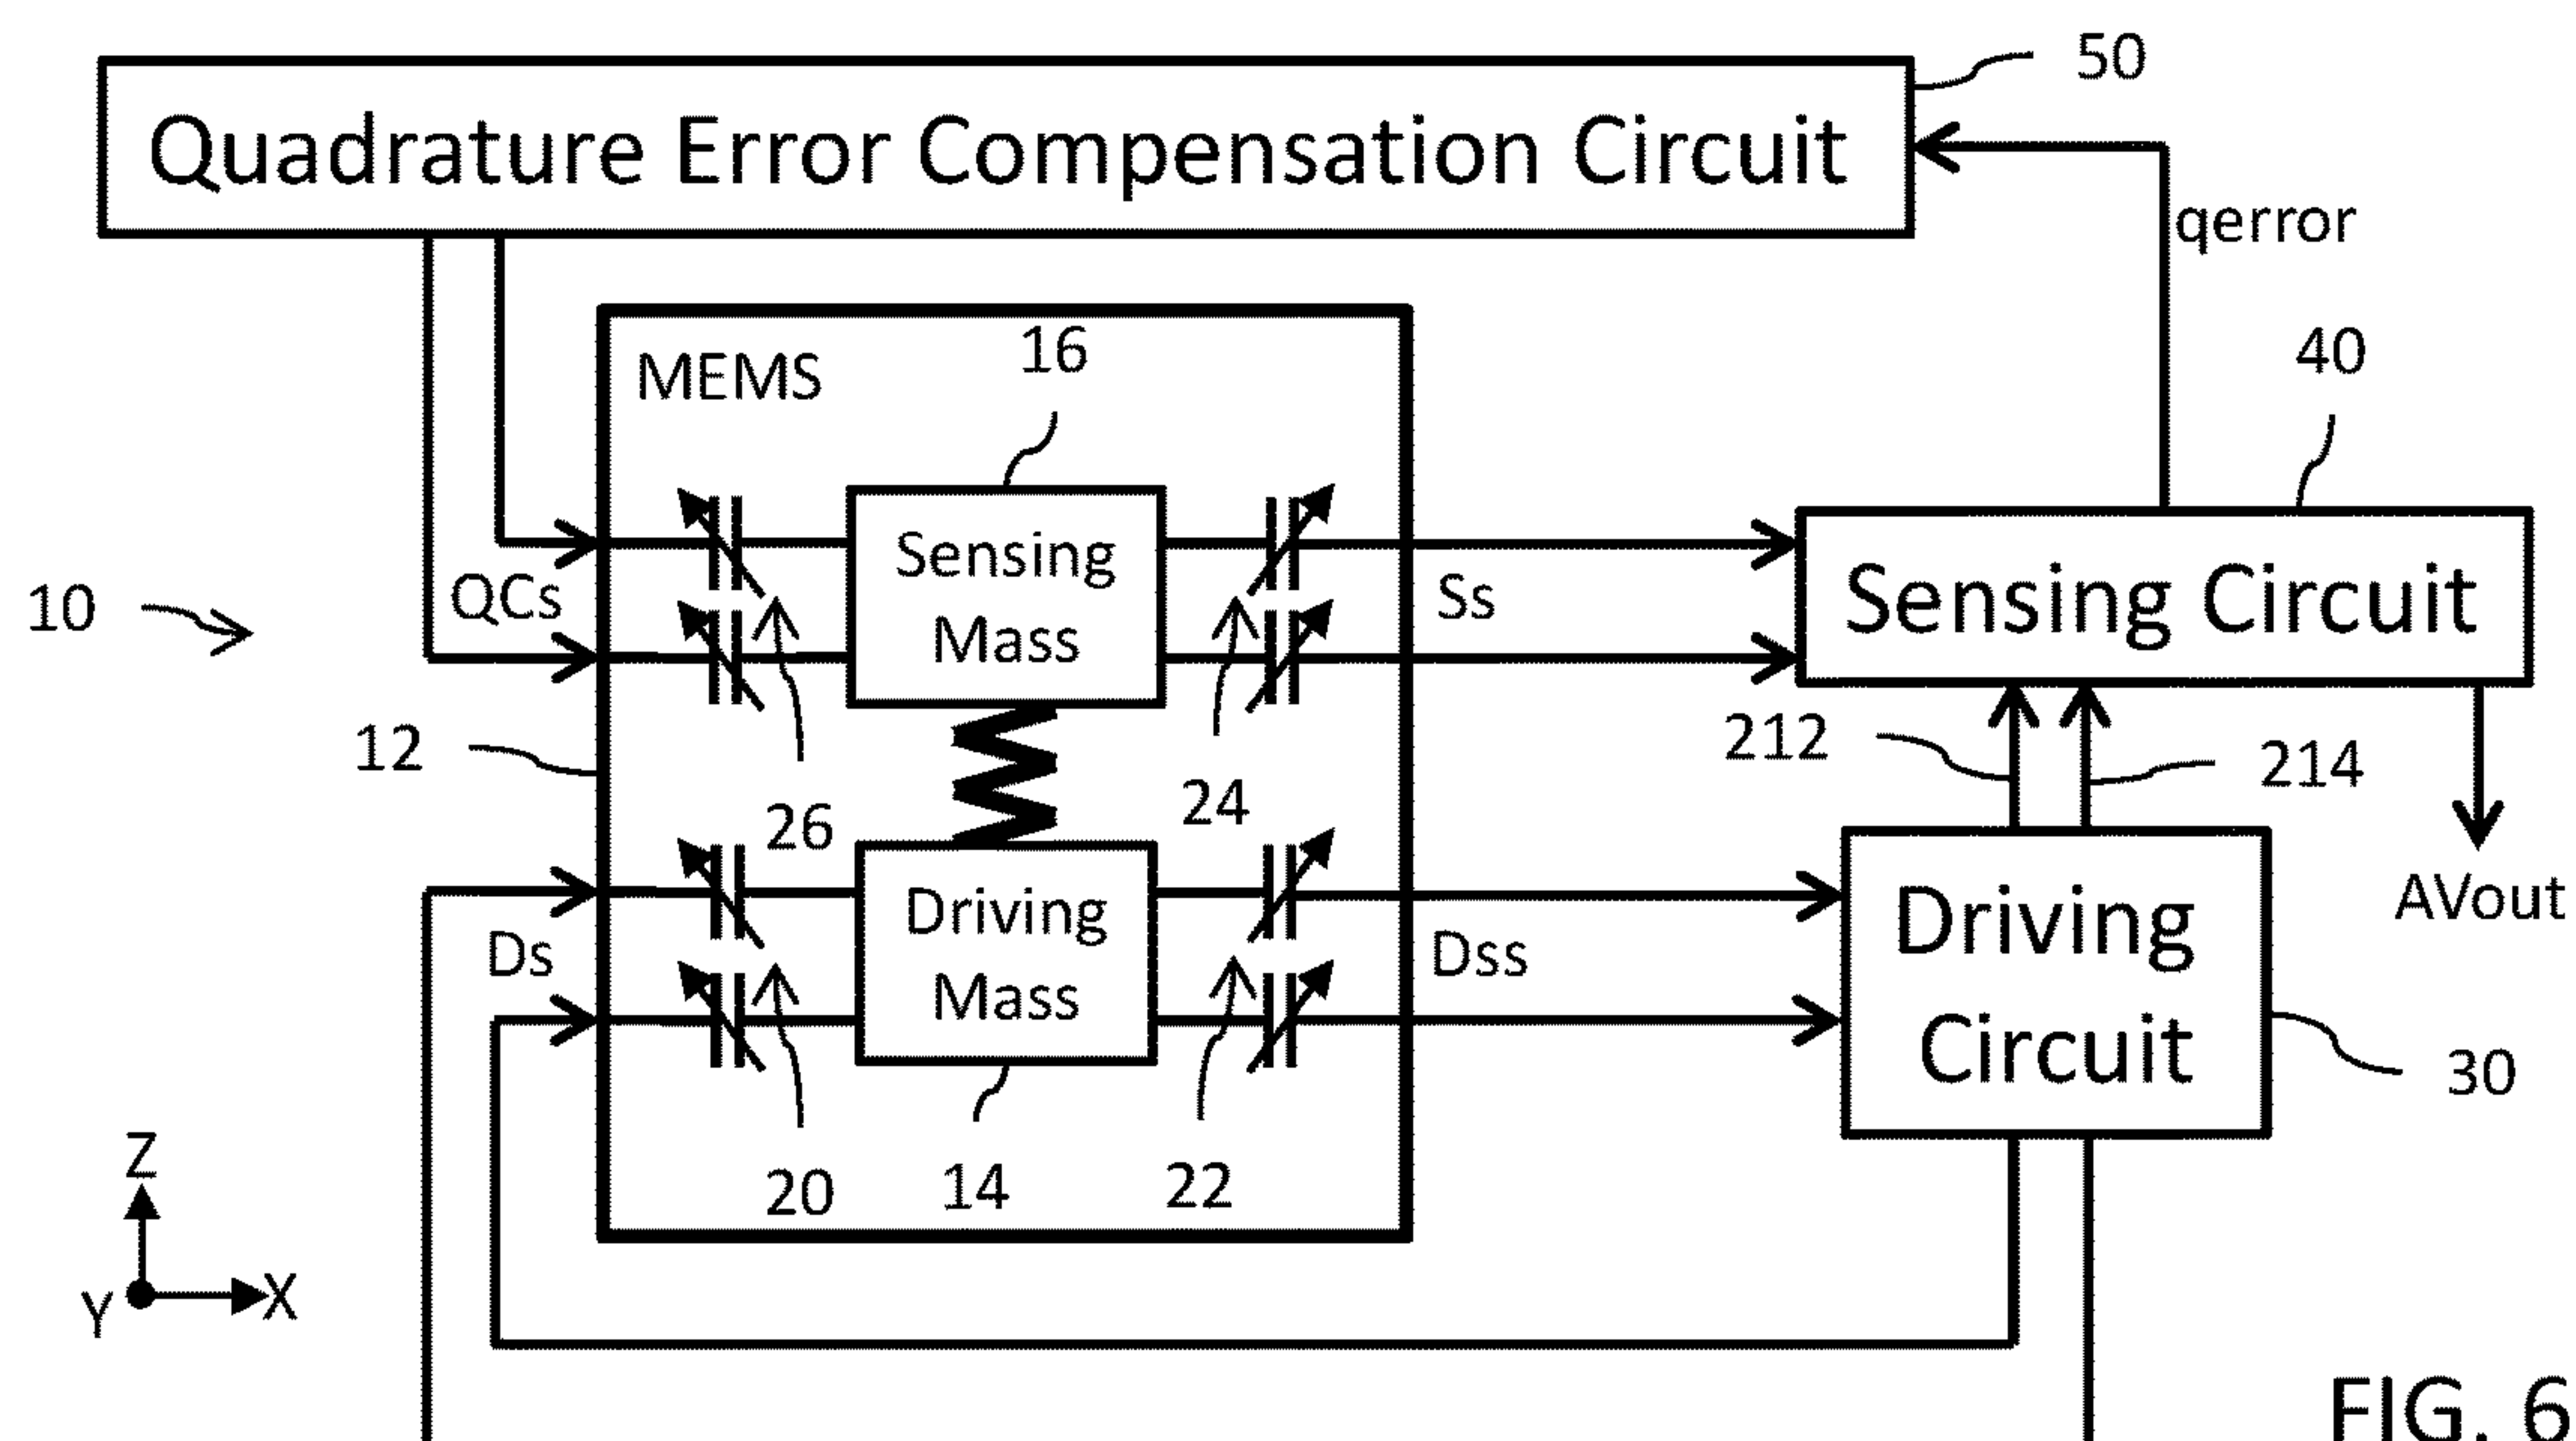 50
Quadrature Error Compensation Circuit
qerror
MEMS
16
40
Sensing
Mass
QCs
Ss
Sensing Circuit
10
12
26
24
212
214
AVout
Ds
Driving
Mass
Dss
Driving
Circuit
30
20
14
22
Z
Y
X
FIG. 6